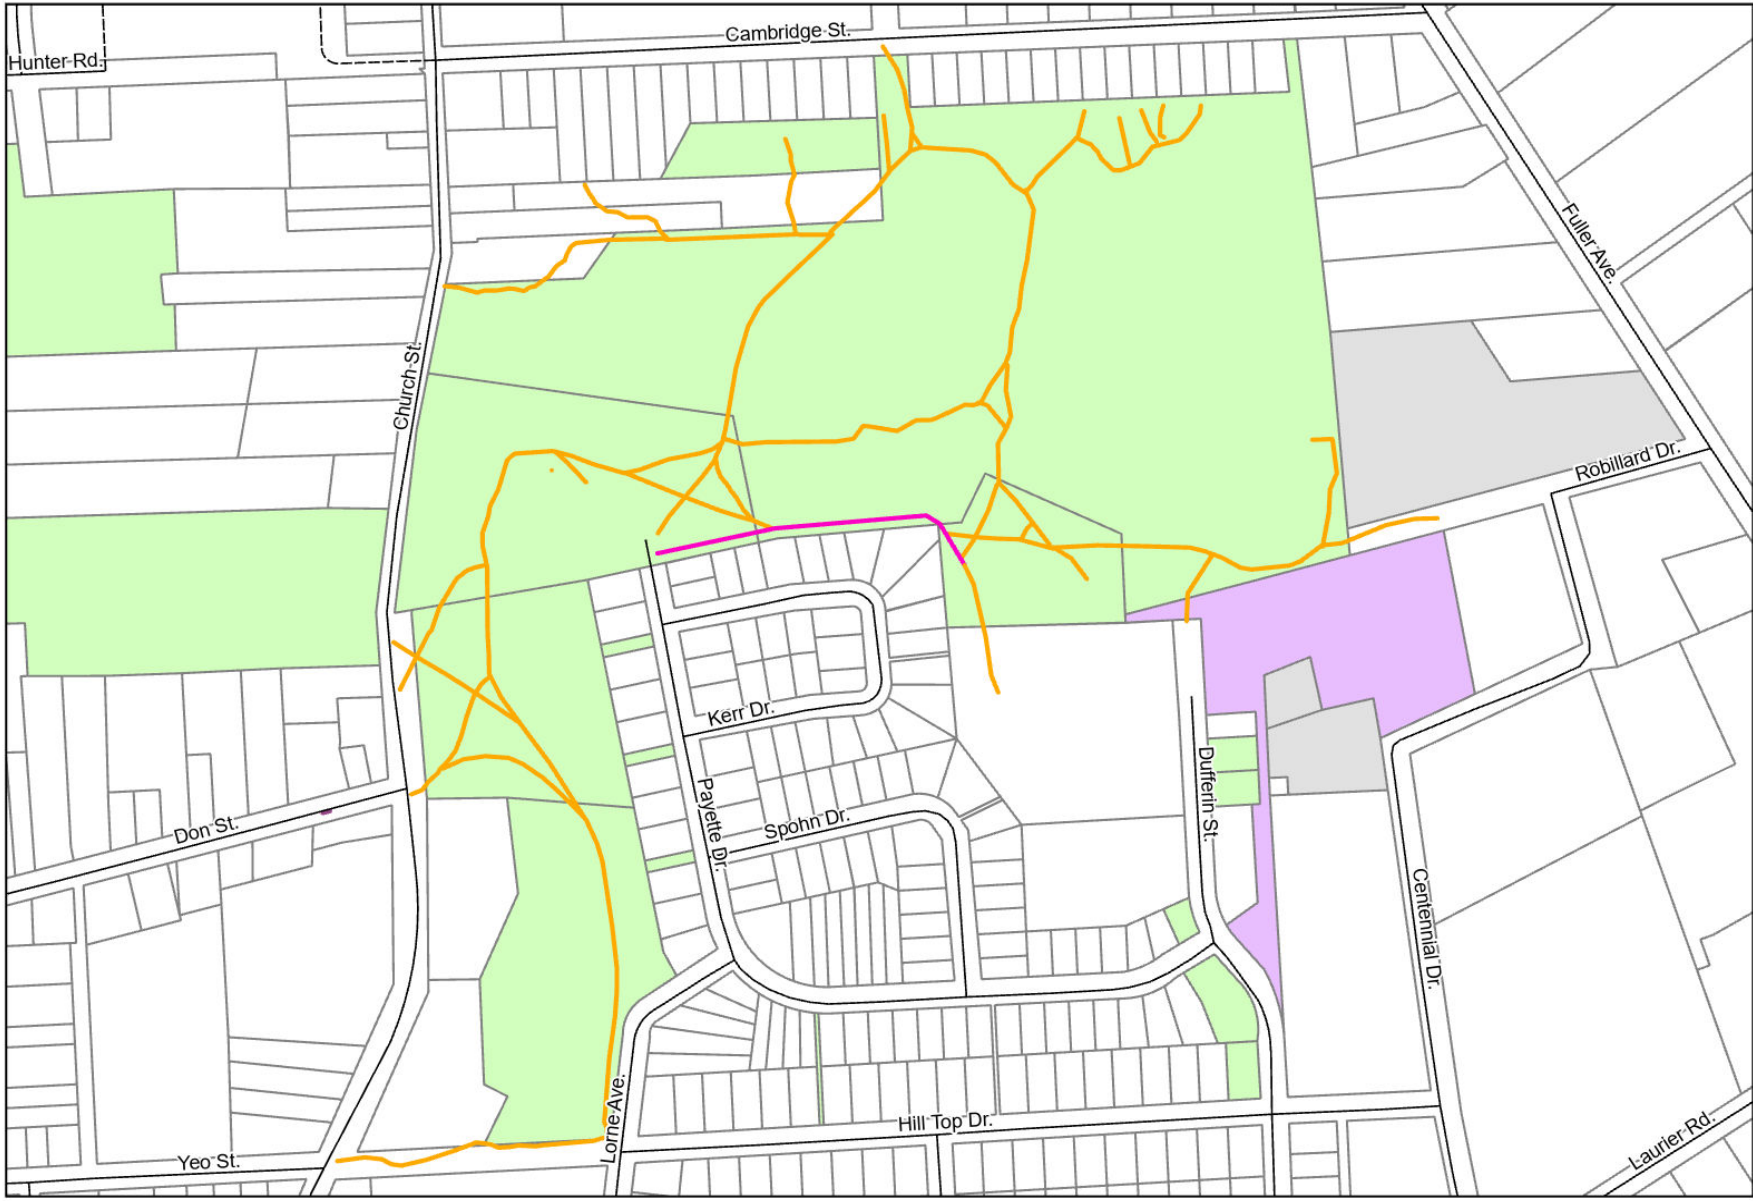 Cambridge St.
Hunter Rd.
Fuller Ave.
Church St.
Robillard Dr.
Kerr Dr.
Payette Dr.
Dufferin St.
Spohn Dr.
Don St.
Centennial Dr.
Lorne Ave.
Hill Top Dr.
Laurier Rd.
Yeo St.